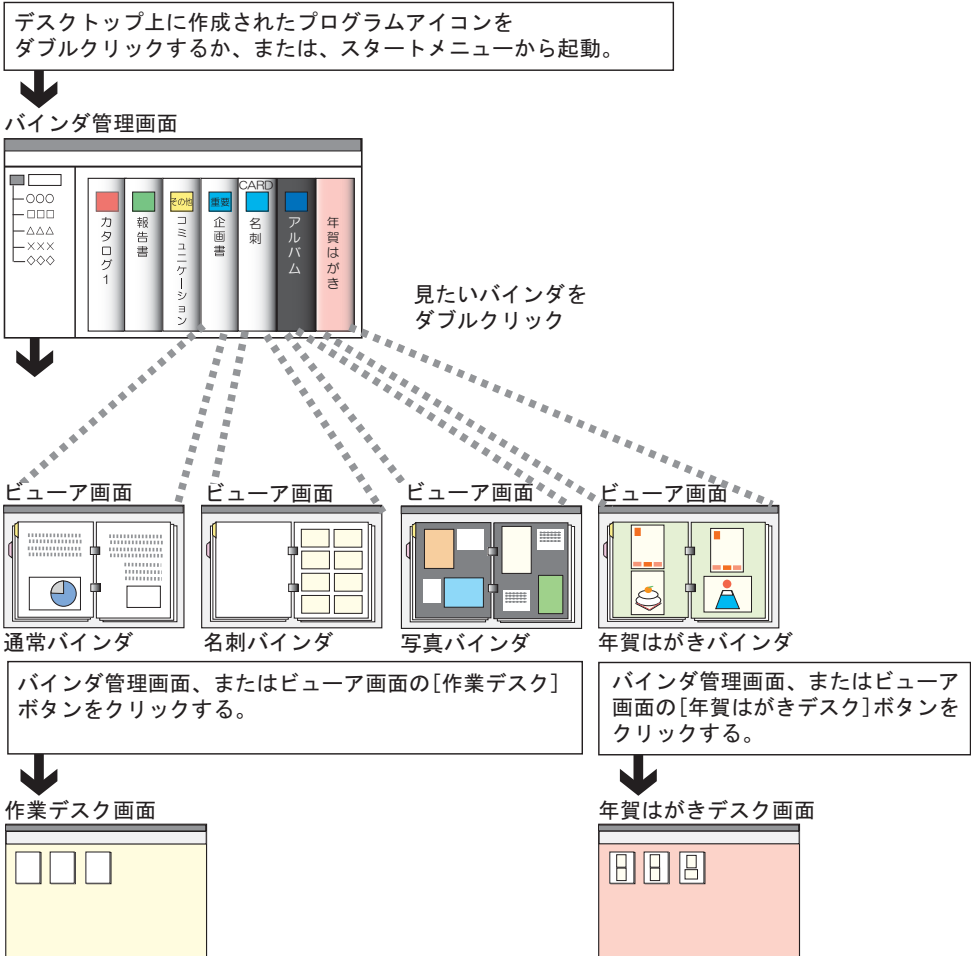 デスクトップ上に作成されたプログラムアイコンを
ダブルクリックするか、または、スタートメニューから起動。
バインダ管理画面
○○○
□□□
△△△
×××
◇◇◇
カタログ1
報告書
その他
コミュニケーション
重要
企画書
CARD
名刺
アルバム
年賀はがき
見たいバインダを
ダブルクリック
ビューア画面
ビューア画面
ビューア画面
ビューア画面
通常バインダ
名刺バインダ
写真バインダ
年賀はがきバインダ
バインダ管理画面、またはビューア画面の[作業デスク]
ボタンをクリックする。
バインダ管理画面、またはビューア
画面の[年賀はがきデスク]ボタンを
クリックする。
作業デスク画面
年賀はがきデスク画面